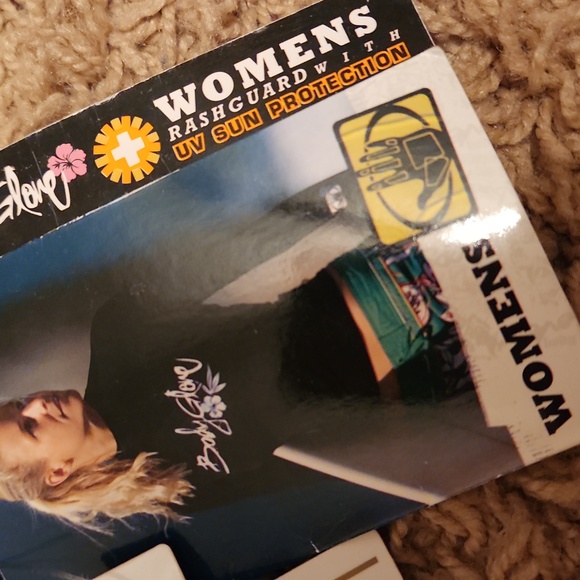 Glove
WOMENS
RASHGUARD WITH
UV SUN PROTECTION
Body Glove
WOMENS